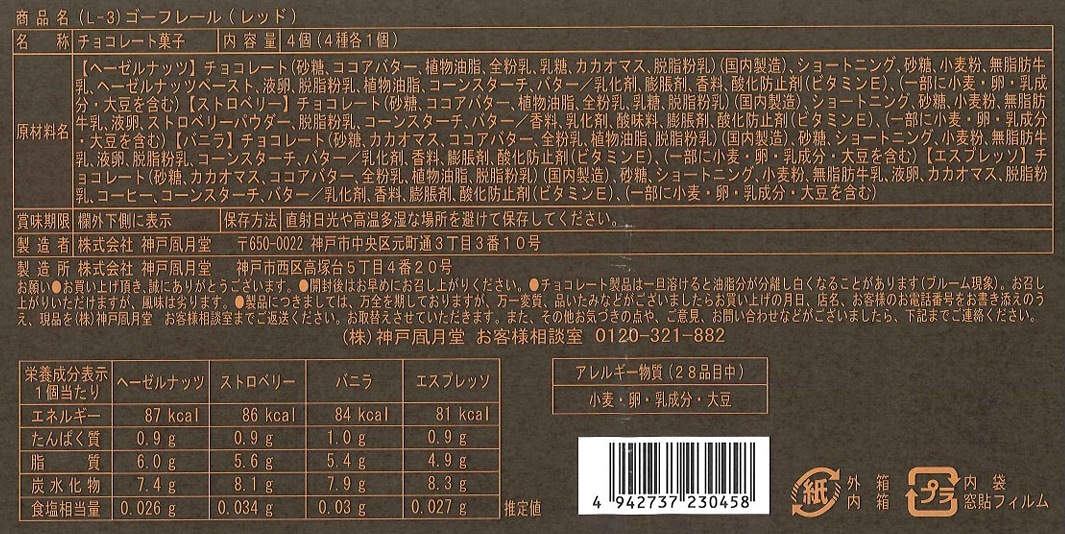 商品名 (L-3)ゴーフレール(レッド)
名称 チョコレート菓子 内容量 4個(4種各1個)
原材料名
【ヘーゼルナッツ】チョコレート(砂糖、ココアバター、植物油脂、全粉乳、乳糖、カカオマス、脱脂粉乳)(国内製造)、ショートニング、砂糖、小麦粉、無脂肪牛
乳、ヘーゼルナッツペースト、液卵、脱脂粉乳、植物油脂、コーンスターチ、バター／乳化剤、膨脹剤、香料、酸化防止剤(ビタミンE)、(一部に小麦・卵・乳成
分・大豆を含む)【ストロベリー】チョコレート(砂糖、ココアバター、植物油脂、全粉乳、乳糖、脱脂粉乳)(国内製造)、ショートニング、砂糖、小麦粉、無脂肪
牛乳、液卵、ストロベリーパウダー、脱脂粉乳、コーンスターチ、バター／香料、乳化剤、酸味料、膨脹剤、酸化防止剤(ビタミンE)、(一部に小麦・卵・乳成分
・大豆を含む)【バニラ】チョコレート(砂糖、カカオマス、ココアバター、全粉乳、植物油脂、脱脂粉乳)(国内製造)、砂糖、ショートニング、小麦粉、無脂肪牛
乳、液卵、脱脂粉乳、コーンスターチ、バター／乳化剤、香料、膨脹剤、酸化防止剤(ビタミンE)、(一部に小麦・卵・乳成分・大豆を含む)【エスプレッソ】チ
ョコレート(砂糖、カカオマス、ココアバター、全粉乳、植物油脂、脱脂粉乳)(国内製造)、砂糖、ショートニング、小麦粉、無脂肪牛乳、液卵、カカオマス、脱脂粉
乳、コーヒー、コーンスターチ、バター／乳化剤、香料、膨脹剤、酸化防止剤(ビタミンE)、(一部に小麦・卵・乳成分・大豆を含む)
賞味期限 欄外下側に表示 保存方法 直射日光や高温多湿な場所を避けて保存してください。
製造者 株式会社 神戸凮月堂 〒650-0022 神戸市中央区元町通3丁目3番10号
製造所 株式会社 神戸凮月堂 神戸市西区高塚台5丁目4番20号
お願い●お買い上げ頂き、誠にありがとうございます。●開封後はお早めにお召し上がりください。●チョコレート製品は一旦溶けると油脂分が分離し白くなることがあります(ブルーム現象)。お召し
上がりいただけますが、風味は劣ります。●製品につきましては、万全を期しておりますが、万一変質、品いたみなどがございましたらお買い上げの月日、店名、お客様のお電話番号をお書き添えのう
え、現品を(株)神戸凮月堂 お客様相談室までご返送ください。お取替えさせていただきます。また、その他お気づきの点や、ご意見、お問い合わせなどがございましたら、下記までご連絡ください。
(株)神戸凮月堂 お客様相談室 0120-321-882
栄養成分表示 1個当たり ヘーゼルナッツ ストロベリー バニラ エスプレッソ
エネルギー 87 kcal 86 kcal 84 kcal 81 kcal
たんぱく質 0.9 g 0.9 g 1.0 g 0.9 g
脂質 6.0 g 5.6 g 5.4 g 4.9 g
炭水化物 7.4 g 8.1 g 7.9 g 8.3 g
食塩相当量 0.026 g 0.034 g 0.03 g 0.027 g 推定値
アレルギー物質(28品目中)
小麦・卵・乳成分・大豆
4 942737 230458
紙 外箱
内箱
プラ 内袋
窓貼フィルム